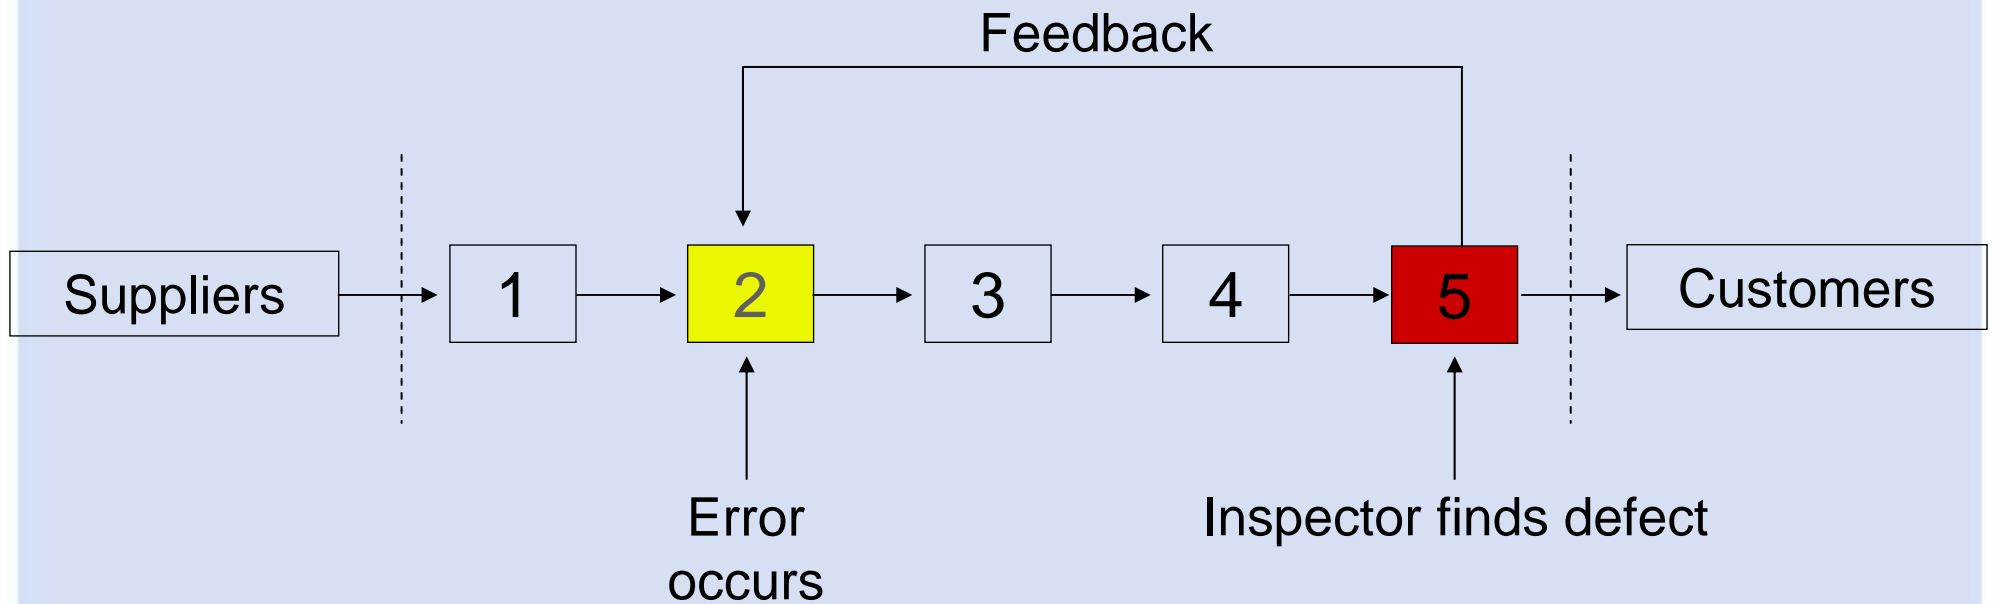 Feedback
Suppliers
1
2
3
4
5
Customers
Error
occurs
Inspector finds defect